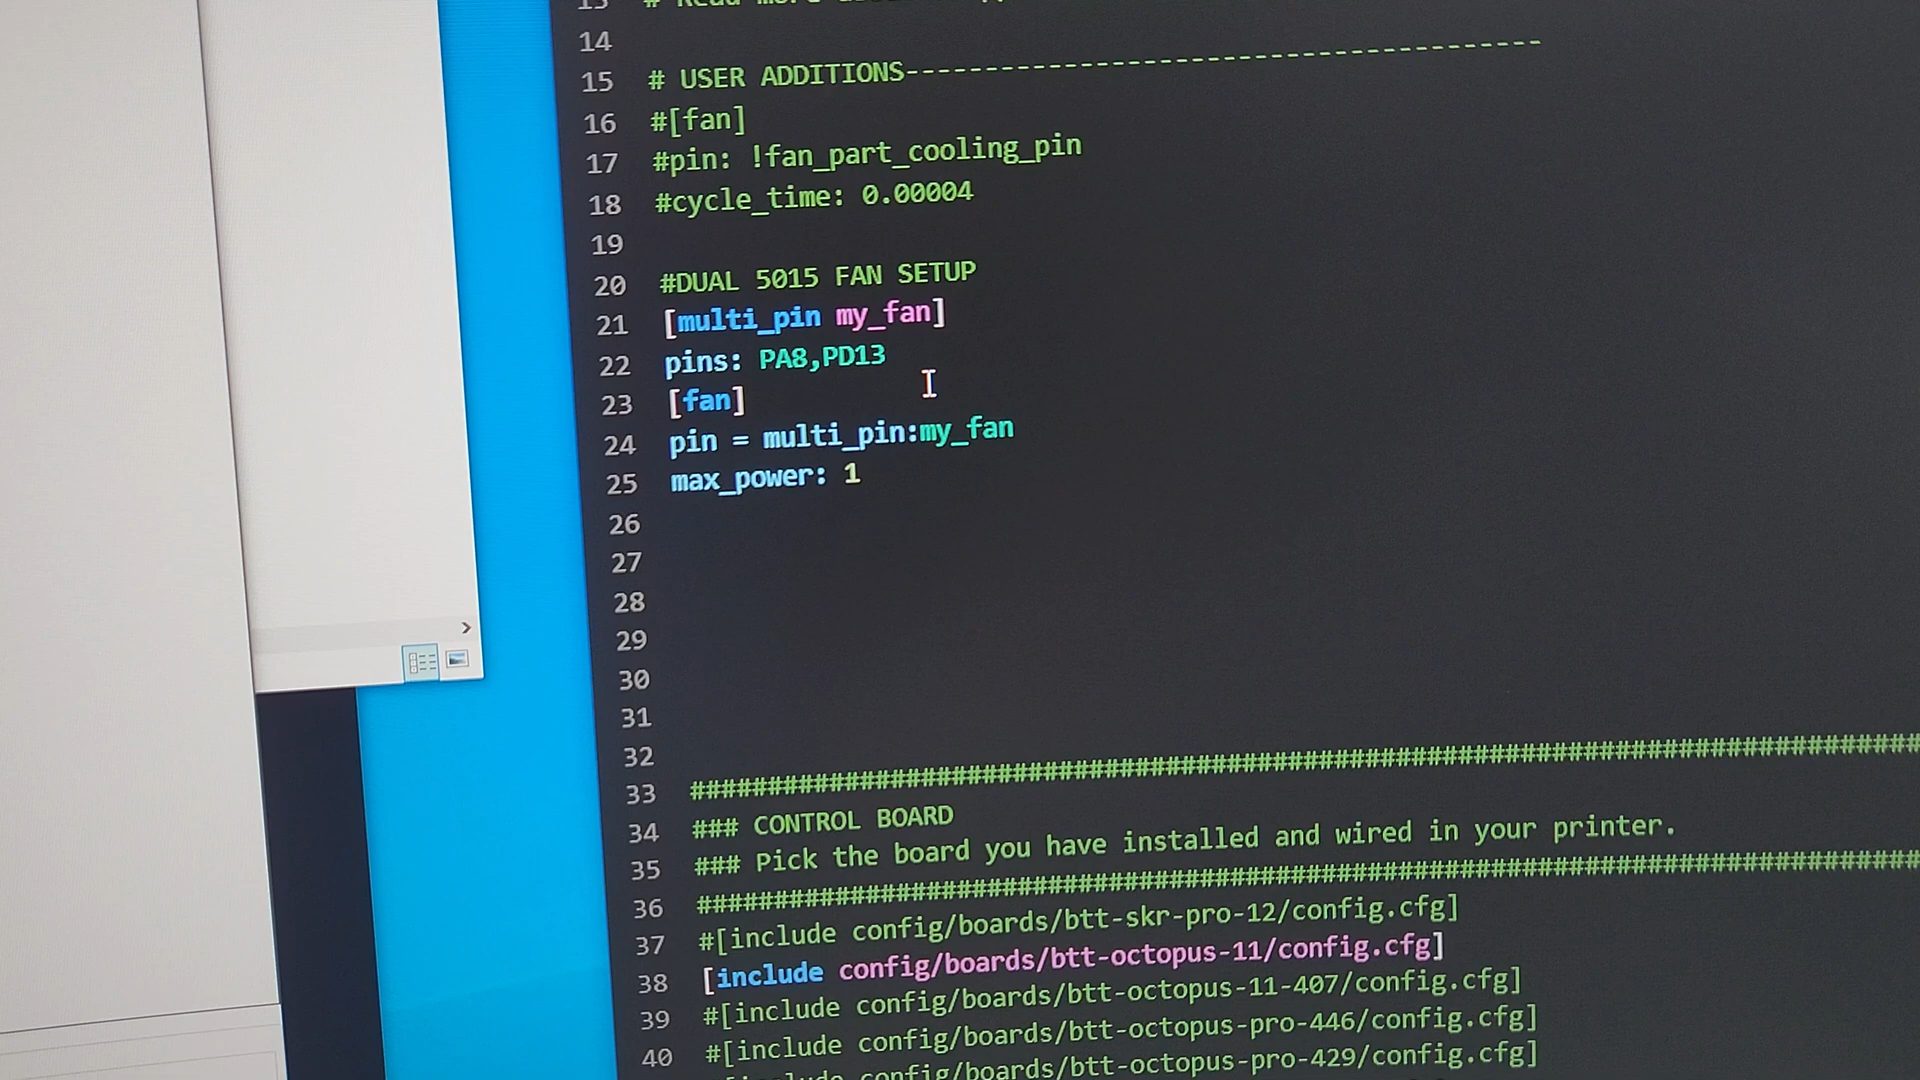 13
14
15 # USER ADDITIONS----------------------------------------
16 #[fan]
17 #pin: !fan_part_cooling_pin
18 #cycle_time: 0.00004
19
20 #DUAL 5015 FAN SETUP
21 [multi_pin my_fan]
22 pins: PA8,PD13
23 [fan]
24 pin = multi_pin:my_fan
25 max_power: 1
26
27
28
29
30
31
32
33 ################################################################################
34 ### CONTROL BOARD
35 ### Pick the board you have installed and wired in your printer.
36 ################################################################################
37 #[include config/boards/btt-skr-pro-12/config.cfg]
38 [include config/boards/btt-octopus-11/config.cfg]
39 #[include config/boards/btt-octopus-11-407/config.cfg]
40 #[include config/boards/btt-octopus-pro-446/config.cfg]
#[include config/boards/btt-octopus-pro-429/config.cfg]